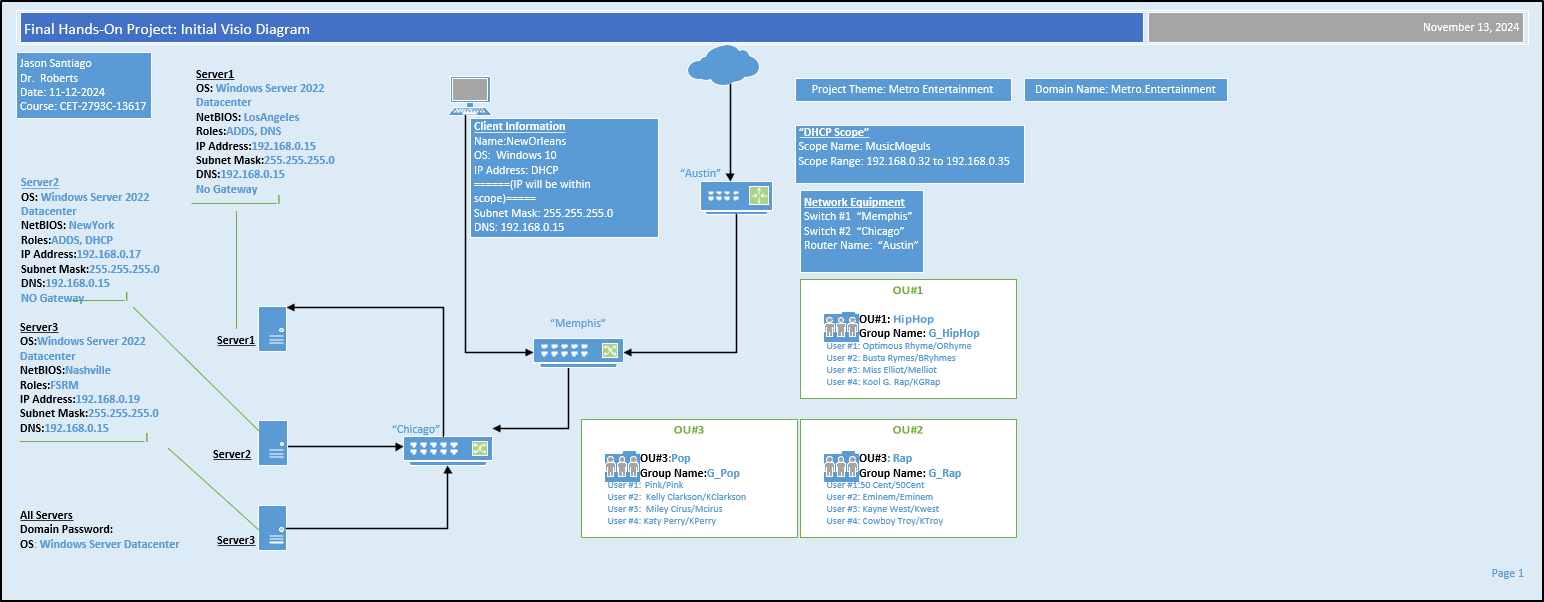 Final Hands-On Project: Initial Visio Diagram
November 13, 2024
Jason Santiago
Dr.  Roberts
Date: 11-12-2024
Course: CET-2793C-13617
Server1
OS: Windows Server 2022
Datacenter
NetBIOS: LosAngeles
Roles:ADDS, DNS
IP Address:192.168.0.15
Subnet Mask:255.255.255.0
DNS:192.168.0.15
No Gateway
Server2
OS: Windows Server 2022
Datacenter
NetBIOS: NewYork
Roles:ADDS, DHCP
IP Address:192.168.0.17
Subnet Mask:255.255.255.0
DNS:192.168.0.15
NO Gateway
Server3
OS:Windows Server 2022
Datacenter
NetBIOS:Nashville
Roles:FSRM
IP Address:192.168.0.19
Subnet Mask:255.255.255.0
DNS:192.168.0.15
All Servers
Domain Password:
OS: Windows Server Datacenter
Server1
Server2
Server3
Client Information
Name:NewOrleans
OS:  Windows 10
IP Address: DHCP
======(IP will be within
scope)=====
Subnet Mask: 255.255.255.0
DNS: 192.168.0.15
"Austin"
"Memphis"
"Chicago"
Project Theme: Metro Entertainment
Domain Name: Metro.Entertainment
"DHCP Scope"
Scope Name: MusicMoguls
Scope Range: 192.168.0.32 to 192.168.0.35
Network Equipment
Switch #1  "Memphis"
Switch #2  "Chicago"
Router Name:  "Austin"
OU#1
OU#1: HipHop
Group Name: G_HipHop
User #1: Optimous Rhyme/ORhyme
User #2: Busta Rymes/BRyhmes
User #3: Miss Elliot/Melliot
User #4: Kool G. Rap/KGRap
OU#3
OU#3:Pop
Group Name:G_Pop
User #1:  Pink/Pink
User #2:  Kelly Clarkson/KClarkson
User #3:  Miley Cirus/Mcirus
User #4: Katy Perry/KPerry
OU#2
OU#3: Rap
Group Name: G_Rap
User #1:50 Cent/50Cent
User #2: Eminem/Eminem
User #3: Kayne West/Kwest
User #4: Cowboy Troy/KTroy
Page 1